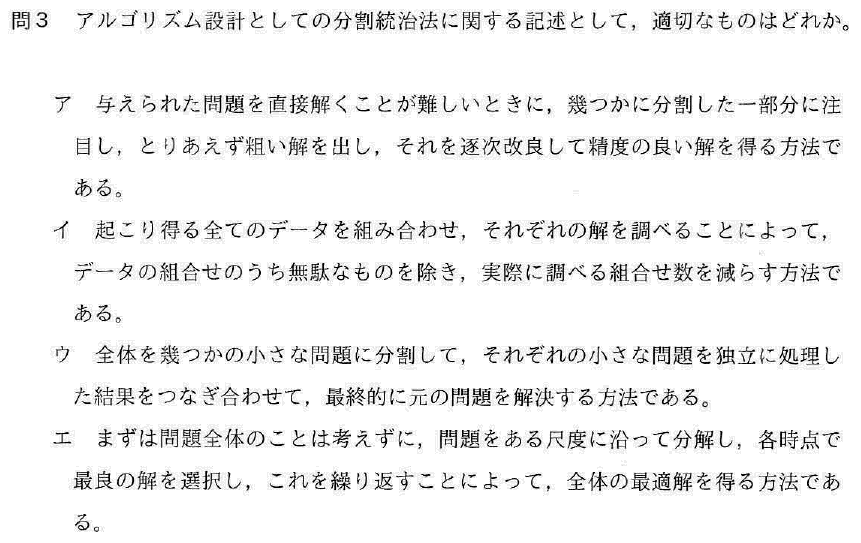 問3 アルゴリズム設計としての分割統治法に関する記述として,適切なものはどれか。
ア 与えられた問題を直接解くことが難しいときに,幾つかに分割した一部分に注
目し,とりあえず粗い解を出し,それを逐次改良して精度の良い解を得る方法で
ある。
イ 起こり得る全てのデータを組み合わせ,それぞれの解を調べることによって,
データの組合せのうち無駄なものを除き,実際に調べる組合せ数を減らす方法で
ある。
ウ 全体を幾つかの小さな問題に分割して,それぞれの小さな問題を独立に処理し
た結果をつなぎ合わせて,最終的に元の問題を解決する方法である。
エ まずは問題全体のことは考えずに,問題をある尺度に沿って分解し,各時点で
最良の解を選択し,これを繰り返すことによって,全体の最適解を得る方法であ
る。